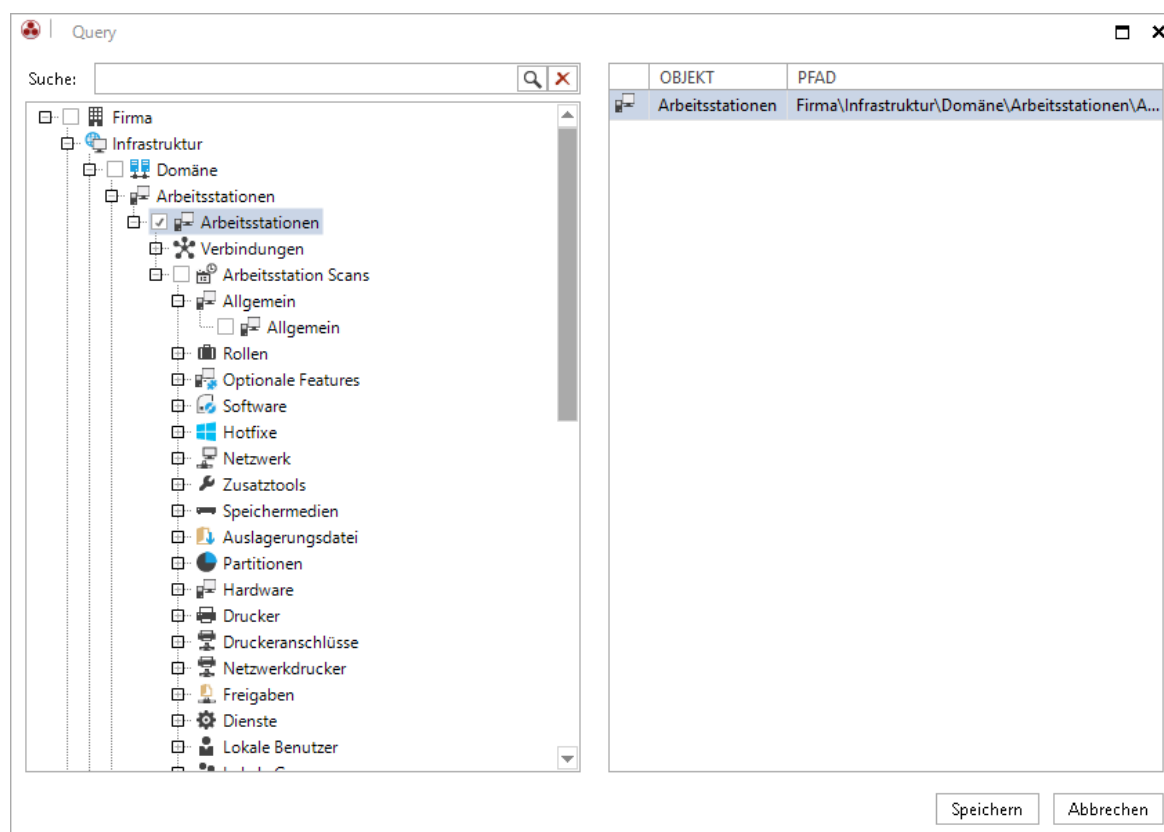 Query
Suche:
Firma
Infrastruktur
Domäne
Arbeitsstationen
Arbeitsstationen
Verbindungen
Arbeitsstation Scans
Allgemein
Allgemein
Rollen
Optionale Features
Software
Hotfixe
Netzwerk
Zusatztools
Speichermedien
Auslagerungsdatei
Partitionen
Hardware
Drucker
Druckeranschlüsse
Netzwerkdrucker
Freigaben
Dienste
Lokale Benutzer
OBJEKT PFAD
Arbeitsstationen Firma\Infrastruktur\Domäne\Arbeitsstationen\A...
Speichern Abbrechen